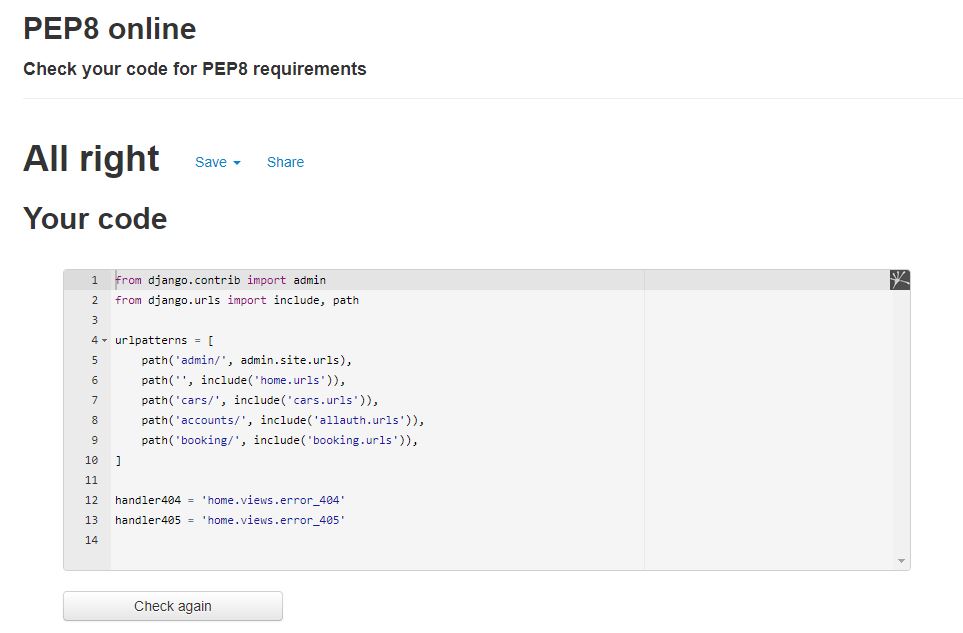 PEP8 online
Check your code for PEP8 requirements
All right Save Share
Your code
1 from django.contrib import admin
2 from django.urls import include, path
3
4 urlpatterns = [
5     path('admin/', admin.site.urls),
6     path('', include('home.urls')),
7     path('cars/', include('cars.urls')),
8     path('accounts/', include('allauth.urls')),
9     path('booking/', include('booking.urls')),
10 ]
11
12 handler404 = 'home.views.error_404'
13 handler405 = 'home.views.error_405'
14
Check again